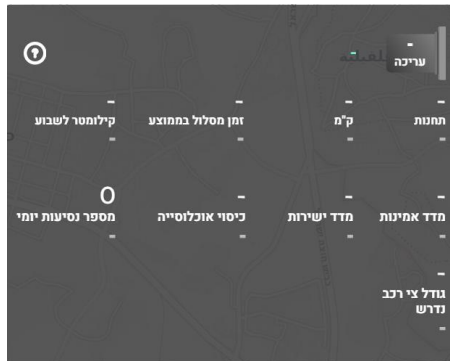 -
עריכה
-
תחנות
-
-
ק"מ
-
-
זמן מסלול בממוצע
-
-
קילומטר לשבוע
-
-
מדד אמינות
-
-
מדד ישירות
-
-
כיסוי אוכלוסייה
-
0
מספר נסיעות יומי
-
-
גודל צי רכב
נדרש
-